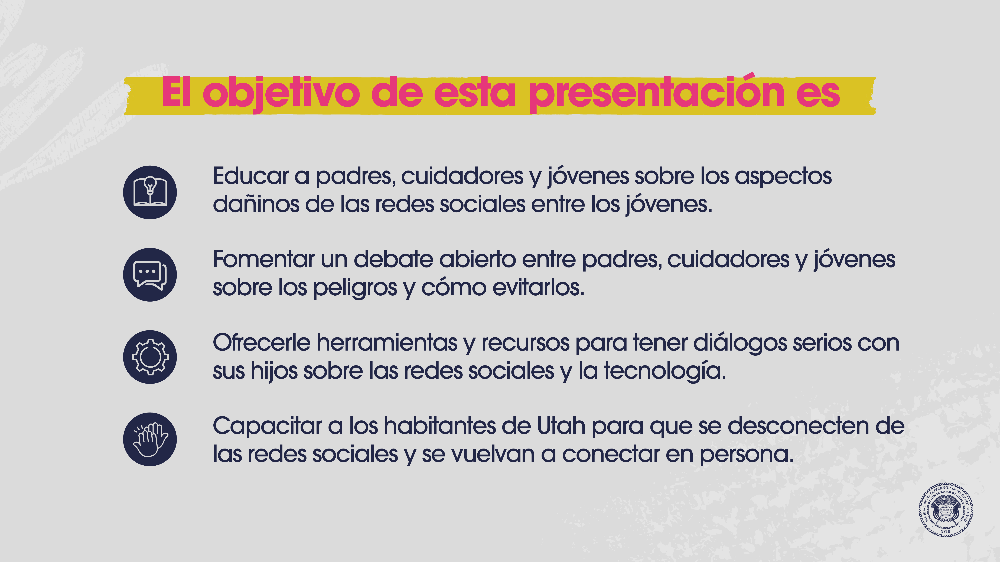 El objetivo de esta presentación es
Educar a padres, cuidadores y jóvenes sobre los aspectos
dañinos de las redes sociales entre los jóvenes.
Fomentar un debate abierto entre padres, cuidadores y jóvenes
sobre los peligros y cómo evitarlos.
Ofrecerle herramientas y recursos para tener diálogos serios con
sus hijos sobre las redes sociales y la tecnología.
Capacitar a los habitantes de Utah para que se desconecten de
las redes sociales y se vuelvan a conectar en persona.
THE SEAL OF THE GOVERNOR OF THE STATE OF UTAH
INDUSTRY
1847
XVIII